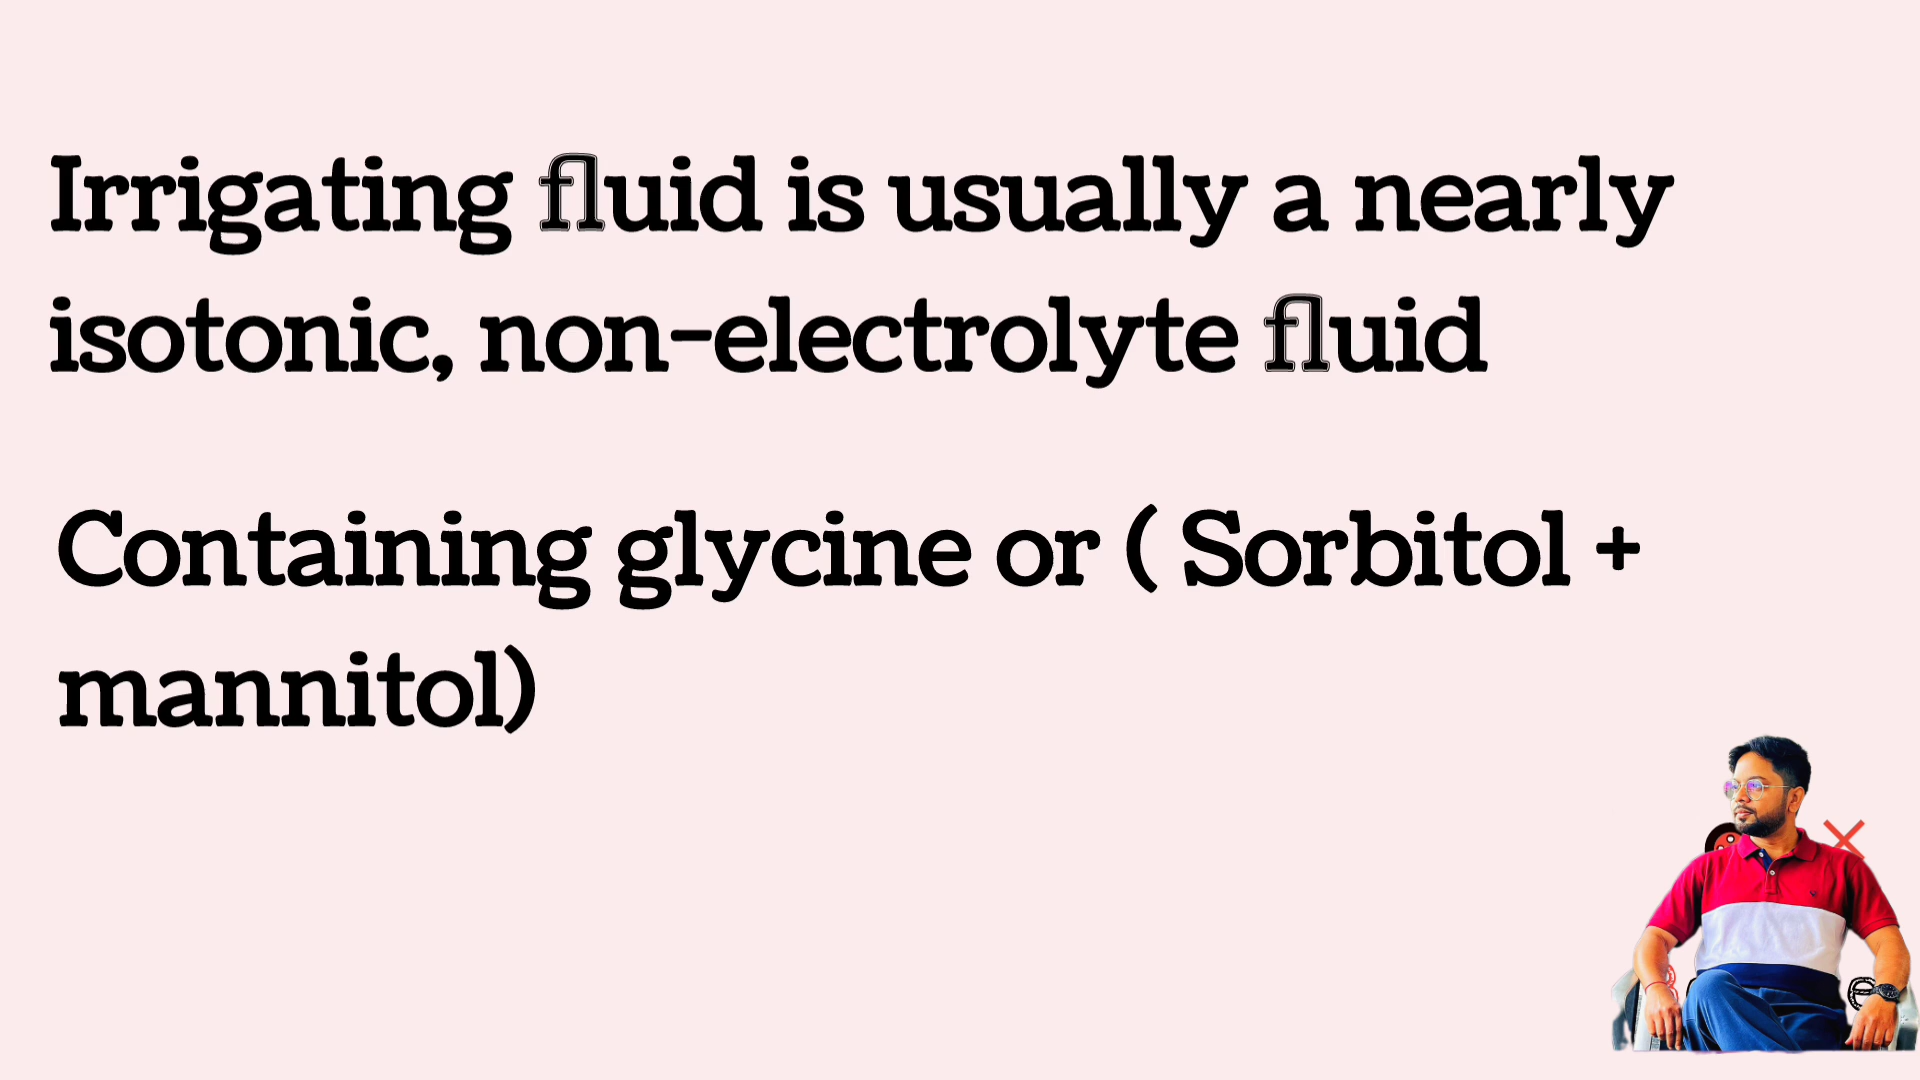 Irrigating fluid is usually a nearly
isotonic, non-electrolyte fluid
Containing glycine or ( Sorbitol +
mannitol)